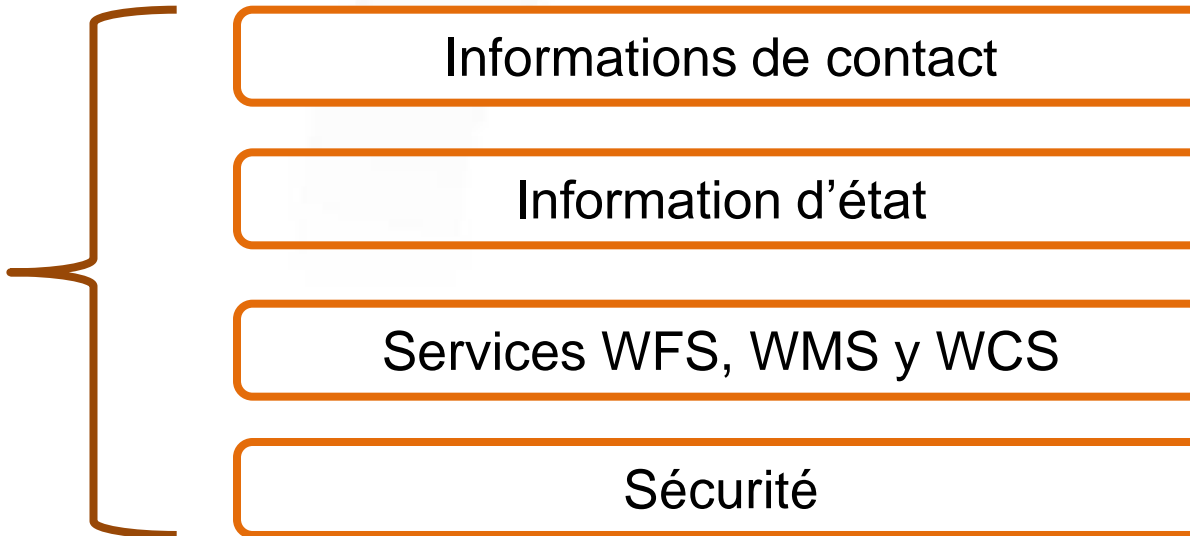 Informations de contact
Information d’état
Services WFS, WMS y WCS
Sécurité